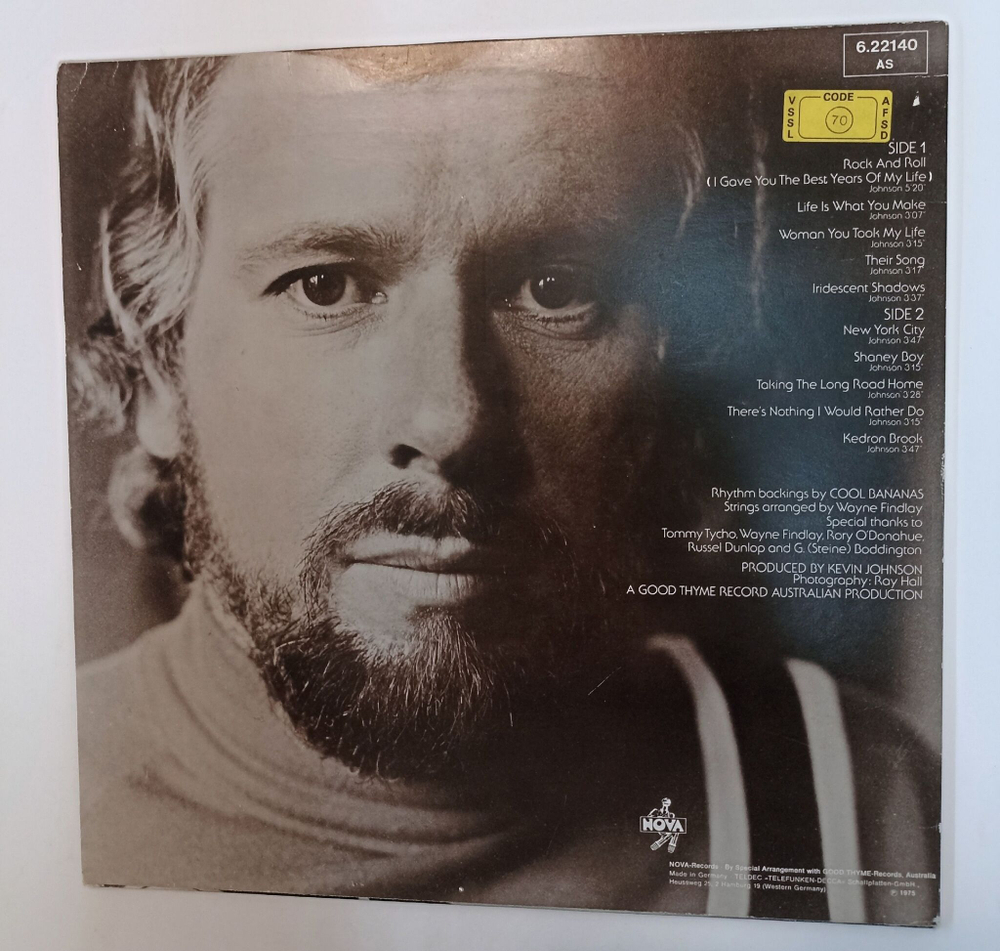 6.22140
AS
CODE
VSSL
70
AFSD
SIDE 1
Rock And Roll
(I Gave You The Best Years Of My Life)
Johnson 5'20"
Life Is What You Make
Johnson 3'07"
Woman You Took My Life
Johnson 3'15"
Their Song
Johnson 3'17"
Iridescent Shadows
Johnson 3'37"
SIDE 2
New York City
Johnson 3'47"
Shaney Boy
Johnson 3'15"
Taking The Long Road Home
Johnson 3'28"
There's Nothing I Would Rather Do
Johnson 3'15"
Kedron Brook
Johnson 3'47"
Rhythm backings by COOL BANANAS
Strings arranged by Wayne Findlay
Special thanks to
Tommy Tycho, Wayne Findlay, Rory O'Donahue,
Russel Dunlop and G. (Steine) Boddington
PRODUCED BY KEVIN JOHNSON
Photography: Ray Hall
A GOOD THYME RECORD AUSTRALIAN PRODUCTION
NOVA
NOVA-Records · By Special Arrangement with GOOD THYME-Records, Australia
Made in Germany · TELDEC »TELEFUNKEN-DECCA« Schallplatten-GmbH.,
Heussweg 25, 2 Hamburg 19 (Western Germany)
℗ 1975